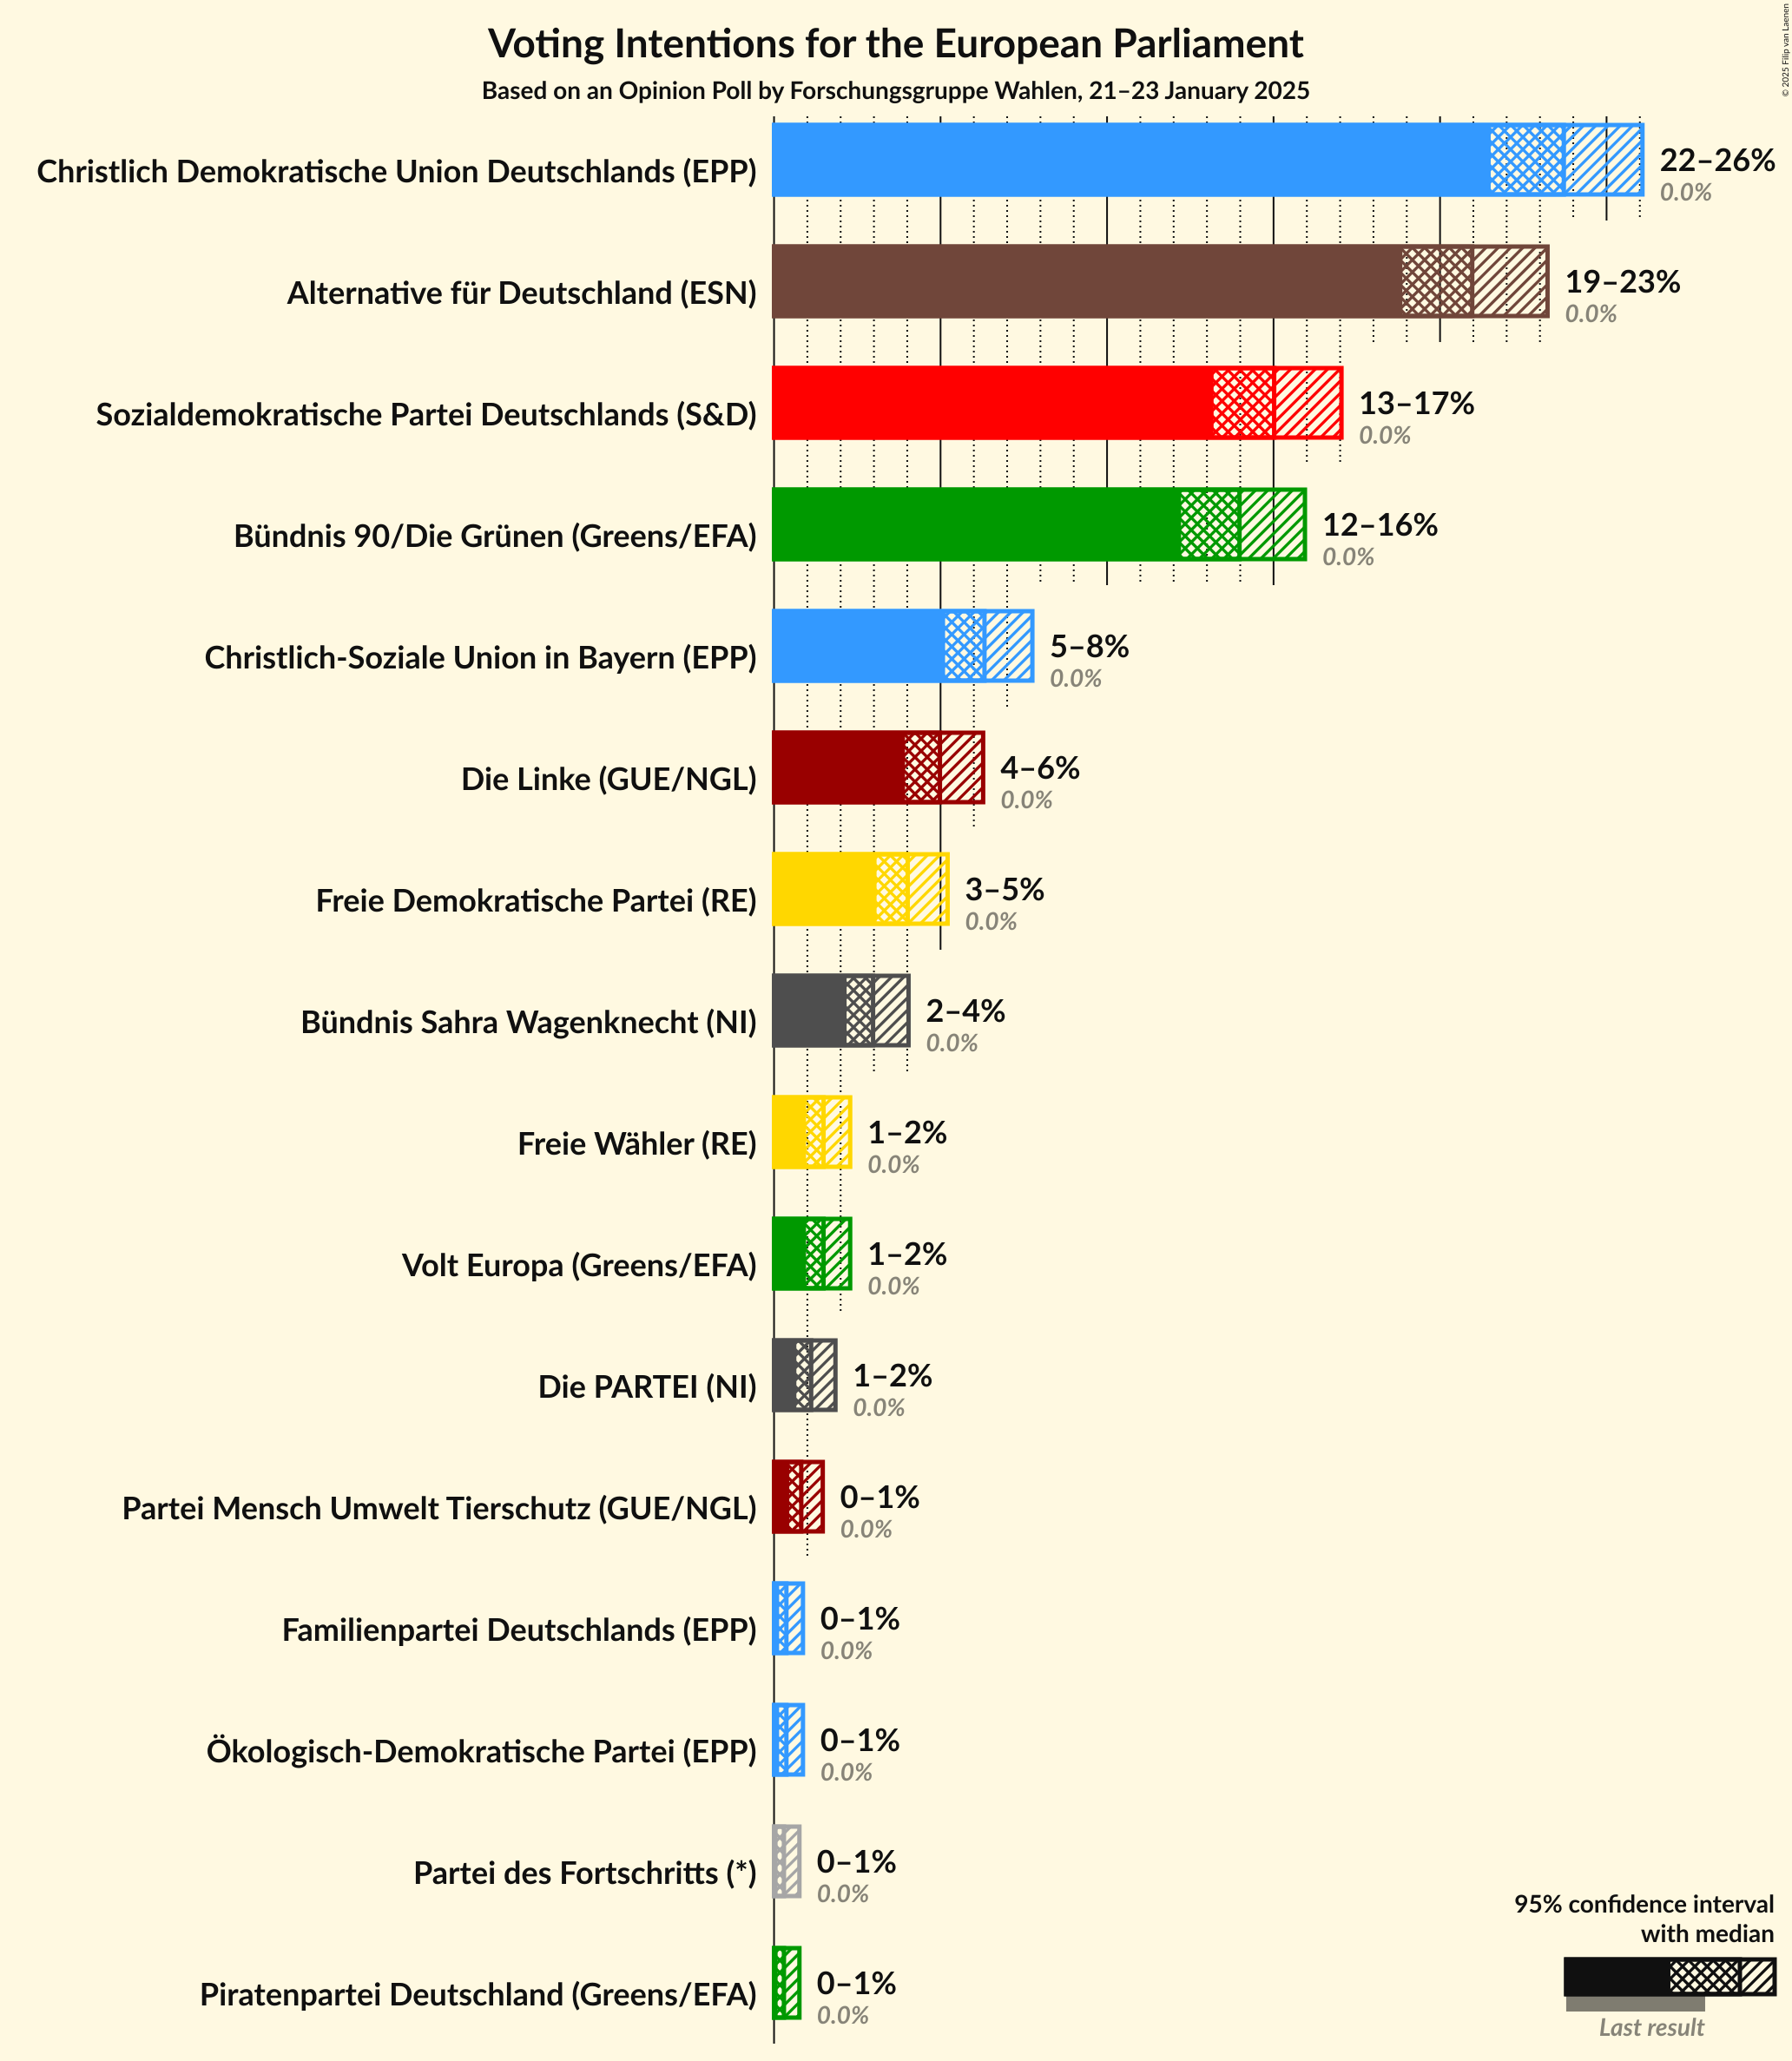 Voting Intentions for the European Parliament
Based on an Opinion Poll by Forschungsgruppe Wahlen, 21–23 January 2025
© 2025 Filip van Laenen
Christlich Demokratische Union Deutschlands (EPP)
22–26%
0.0%
Alternative für Deutschland (ESN)
19–23%
0.0%
Sozialdemokratische Partei Deutschlands (S&D)
13–17%
0.0%
Bündnis 90/Die Grünen (Greens/EFA)
12–16%
0.0%
Christlich-Soziale Union in Bayern (EPP)
5–8%
0.0%
Die Linke (GUE/NGL)
4–6%
0.0%
Freie Demokratische Partei (RE)
3–5%
0.0%
Bündnis Sahra Wagenknecht (NI)
2–4%
0.0%
Freie Wähler (RE)
1–2%
0.0%
Volt Europa (Greens/EFA)
1–2%
0.0%
Die PARTEI (NI)
1–2%
0.0%
Partei Mensch Umwelt Tierschutz (GUE/NGL)
0–1%
0.0%
Familienpartei Deutschlands (EPP)
0–1%
0.0%
Ökologisch-Demokratische Partei (EPP)
0–1%
0.0%
Partei des Fortschritts (*)
0–1%
0.0%
Piratenpartei Deutschland (Greens/EFA)
0–1%
0.0%
95% confidence interval
with median
Last result